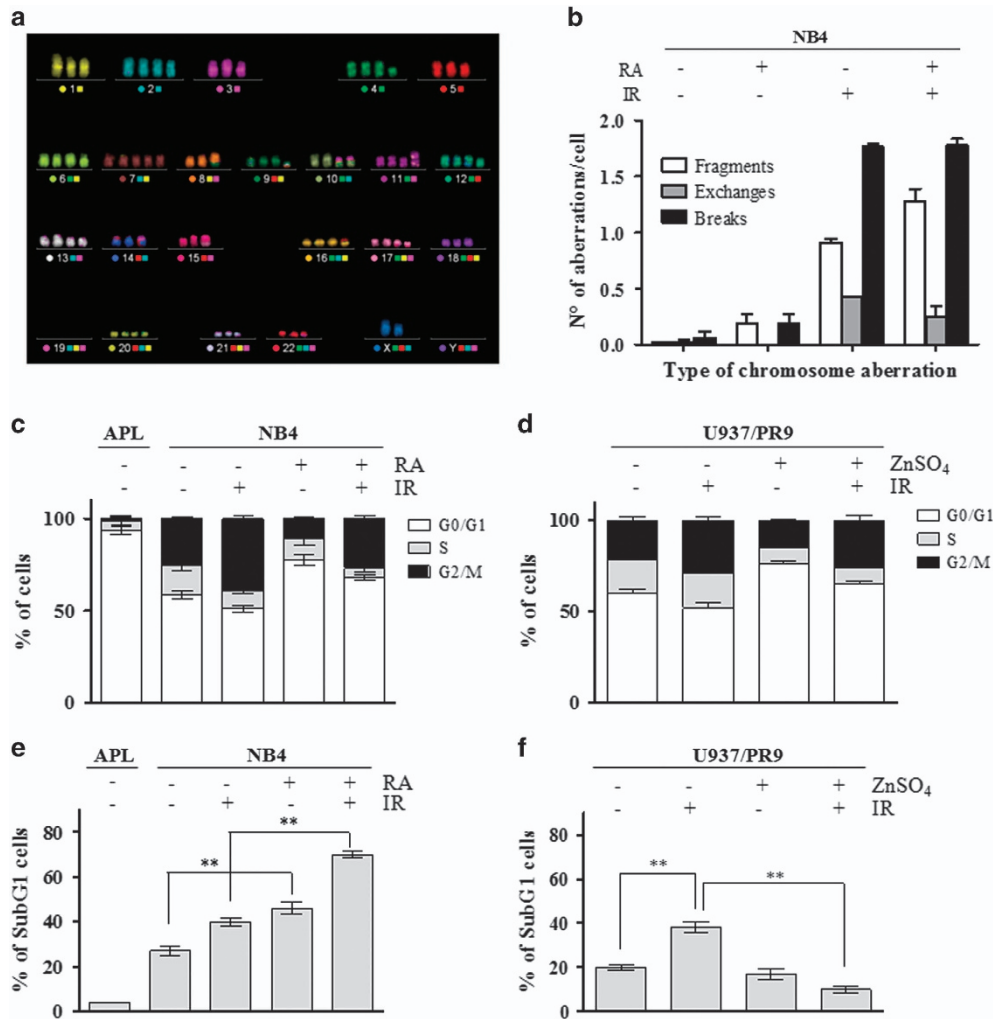 a
1 2 3 4 5
6 7 8 9 10 11 12
13 14 15 16 17 18
19 20 21 22 X Y
b
NB4
RA - + - +
IR - - + +
N° of aberrations/cell
2.0
1.5
1.0
0.5
0.0
Fragments
Exchanges
Breaks
Type of chromosome aberration
c
APL NB4
- - - + + RA
- - + - + IR
% of cells
100
50
0
G0/G1
S
G2/M
d
U937/PR9
- - + + ZnSO₄
- + - + IR
% of cells
100
50
0
G0/G1
S
G2/M
e
APL NB4
- - - + + RA
- - + - + IR
% of SubG1 cells
80
60
40
20
0
**
**
f
U937/PR9
- - + + ZnSO₄
- + - + IR
% of SubG1 cells
80
60
40
20
0
**
**